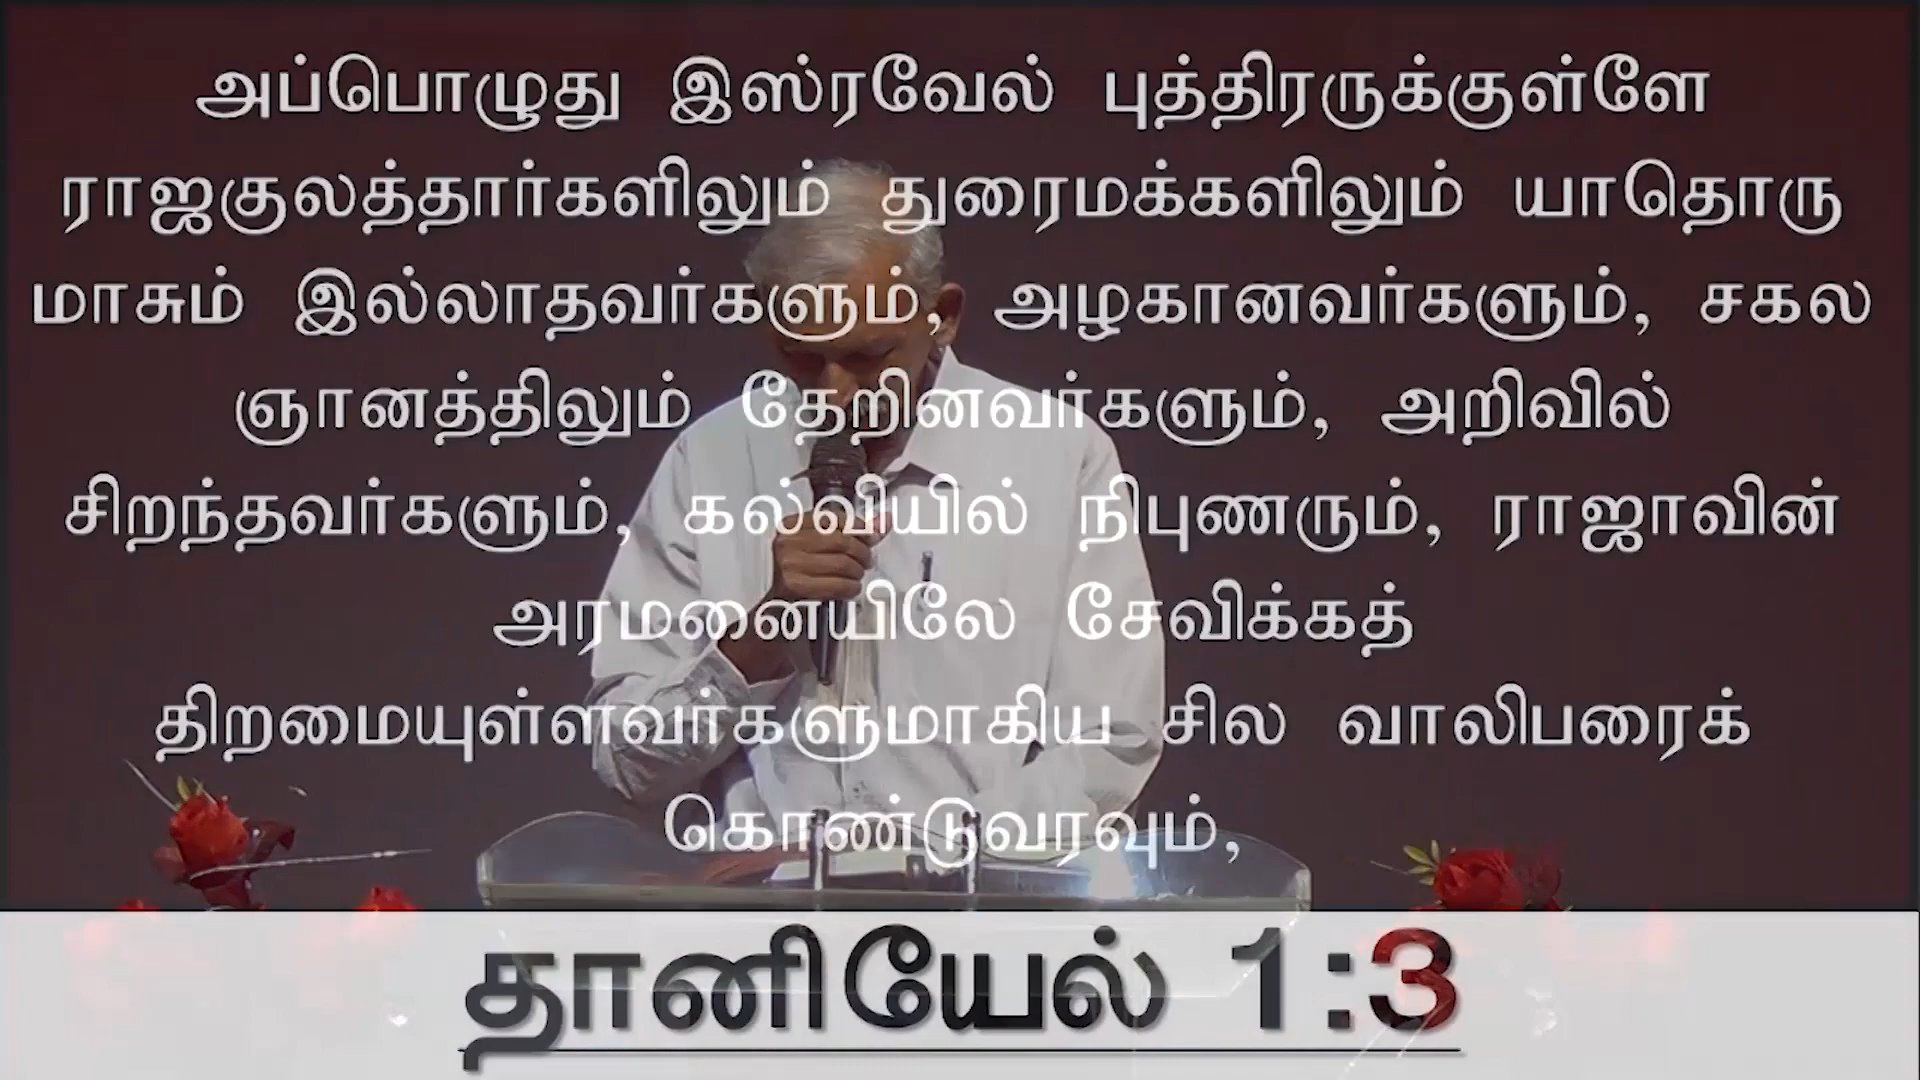 அப்பொழுது இஸ்ரவேல் புத்திரருக்குள்ளே
ராஜகுலத்தார்களிலும் துரைமக்களிலும் யாதொரு
மாசும் இல்லாதவர்களும், அழகானவர்களும், சகல
ஞானத்திலும் தேறினவர்களும், அறிவில்
சிறந்தவர்களும், கல்வியில் நிபுணரும், ராஜாவின்
அரமனையிலே சேவிக்கத்
திறமையுள்ளவர்களுமாகிய சில வாலிபரைக்
கொண்டுவரவும்,
தானியேல் 1:3